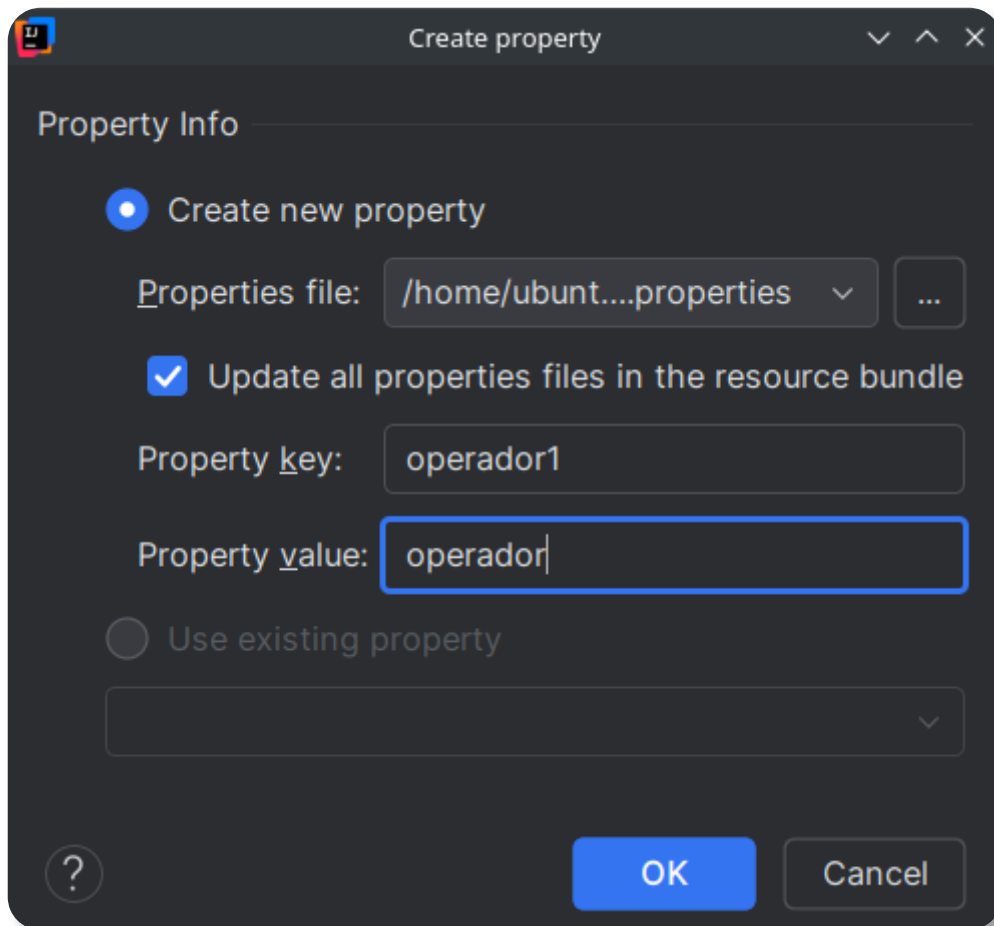 IJ
Create property
Property Info
Create new property
Properties file: /home/ubunt....properties ...
Update all properties files in the resource bundle
Property key: operador1
Property value: operador
Use existing property
? OK Cancel